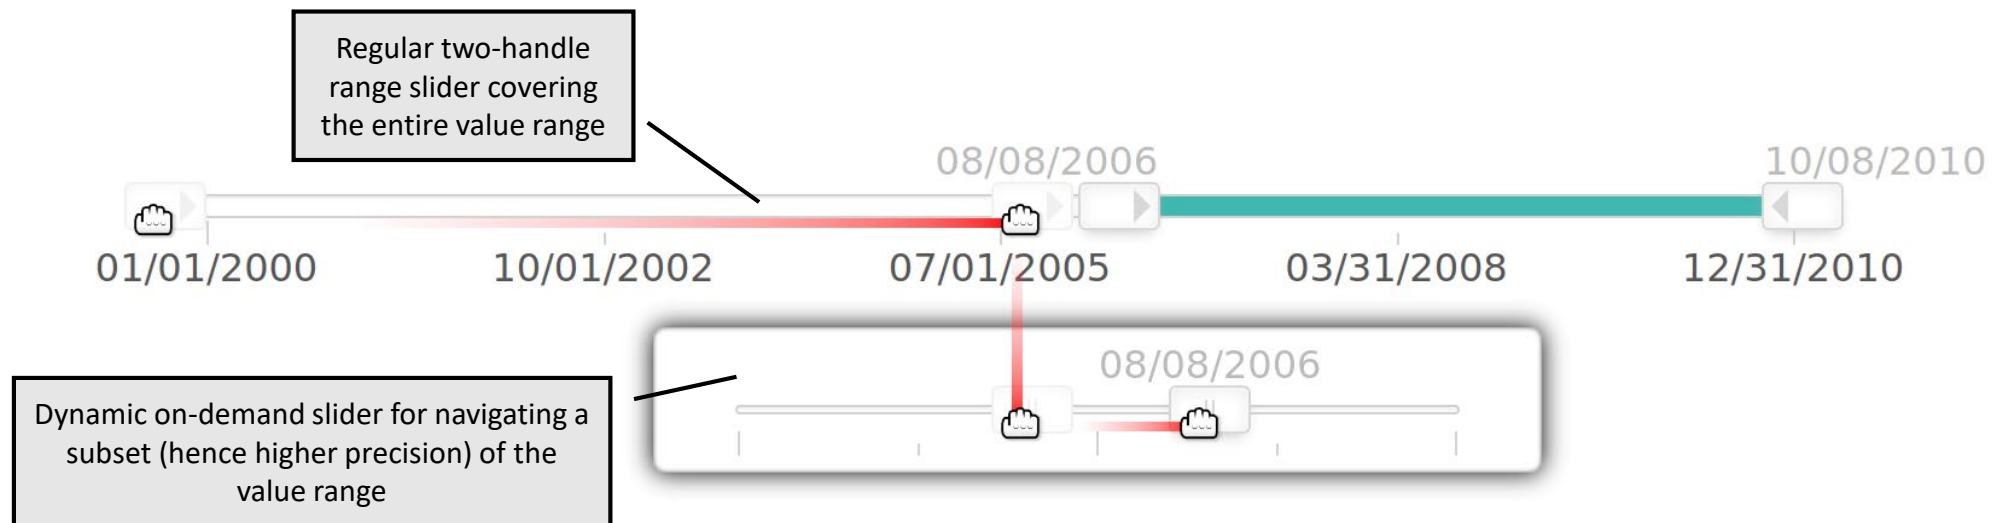 Regular two-handle
range slider covering
the entire value range
08/08/2006
10/08/2010
01/01/2000
10/01/2002
07/01/2005
03/31/2008
12/31/2010
08/08/2006
Dynamic on-demand slider for navigating a
subset (hence higher precision) of the
value range